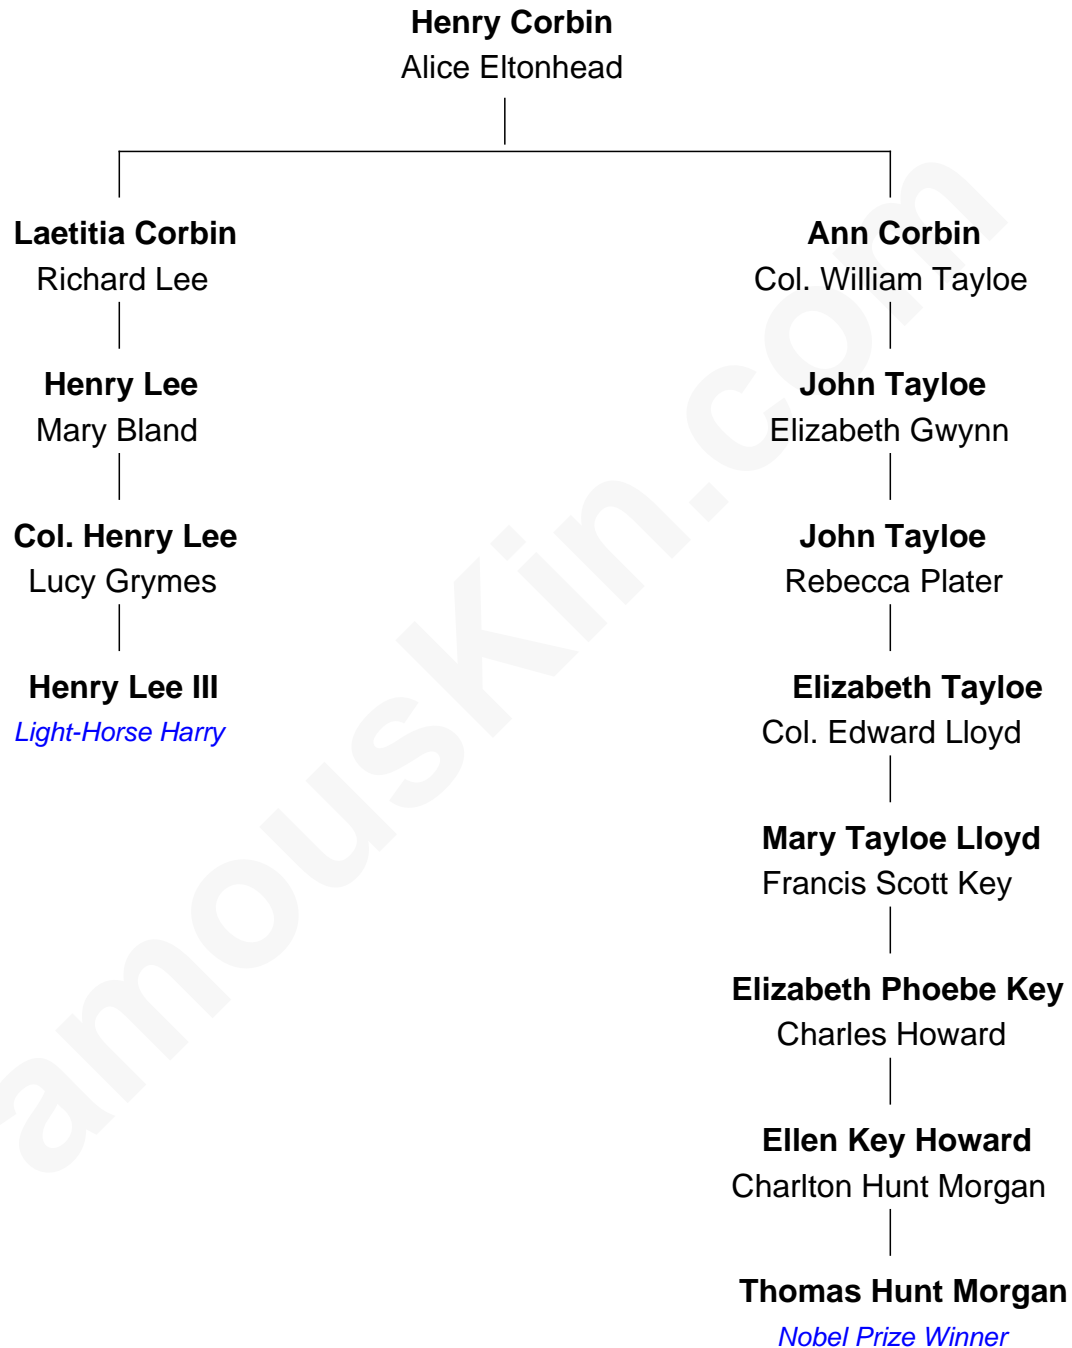 Henry Corbin
Alice Eltonhead
Laetitia Corbin
Richard Lee
Ann Corbin
Col. William Tayloe
Henry Lee
Mary Bland
John Tayloe
Elizabeth Gwynn
Col. Henry Lee
Lucy Grymes
John Tayloe
Rebecca Plater
Henry Lee III
Light-Horse Harry
Elizabeth Tayloe
Col. Edward Lloyd
Mary Tayloe Lloyd
Francis Scott Key
Elizabeth Phoebe Key
Charles Howard
Ellen Key Howard
Charlton Hunt Morgan
Thomas Hunt Morgan
Nobel Prize Winner
amouskin.com